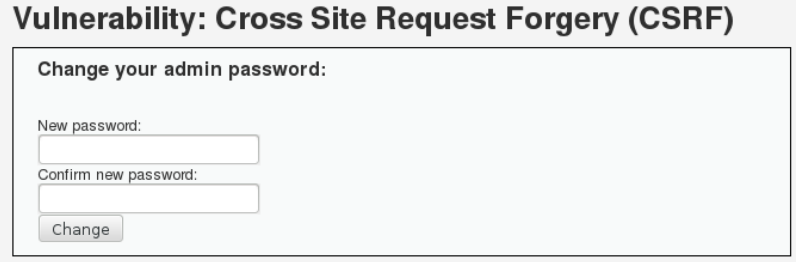 Vulnerability: Cross Site Request Forgery (CSRF)
Change your admin password:
New password:
Confirm new password:
Change